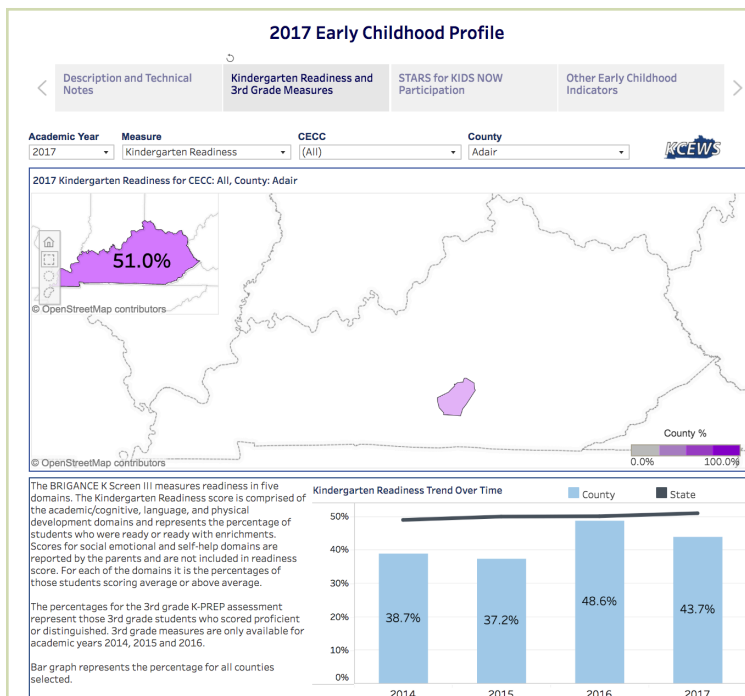 2017 Early Childhood Profile
Description and Technical
Notes
Kindergarten Readiness and
3rd Grade Measures
STARS for KIDS NOW
Participation
Other Early Childhood
Indicators
Academic Year
Measure
CECC
County
2017
Kindergarten Readiness
(All)
Adair
KCEWS
2017 Kindergarten Readiness for CECC: All, County: Adair
51.0%
© OpenStreetMap contributors
County %
0.0%
100.0%
© OpenStreetMap contributors
The BRIGANCE K Screen III measures readiness in five
domains. The Kindergarten Readiness score is comprised of
the academic/cognitive, language, and physical
development domains and represents the percentage of
students who were ready or ready with enrichments.
Scores for social emotional and self-help domains are
reported by the parents and are not included in readiness
score. For each of the domains it is the percentages of
those students scoring average or above average.
The percentages for the 3rd grade K-PREP assessment
represent those 3rd grade students who scored proficient
or distinguished. 3rd grade measures are only available for
academic years 2014, 2015 and 2016.
Bar graph represents the percentage for all counties
selected.
Kindergarten Readiness Trend Over Time
County
State
50%
40%
30%
20%
10%
0%
38.7%
37.2%
48.6%
43.7%
2014
2015
2016
2017